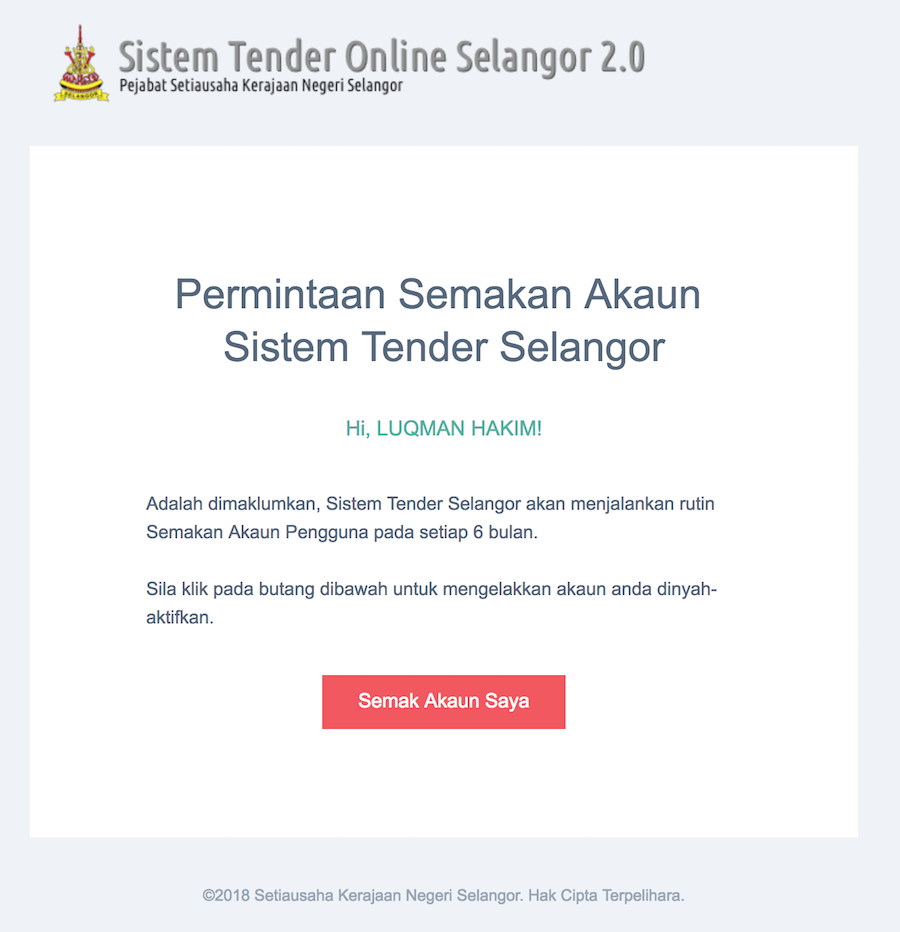 Sistem Tender Online Selangor 2.0
Pejabat Setiausaha Kerajaan Negeri Selangor
SELANGOR
Permintaan Semakan Akaun
Sistem Tender Selangor
Hi, LUQMAN HAKIM!
Adalah dimaklumkan, Sistem Tender Selangor akan menjalankan rutin
Semakan Akaun Pengguna pada setiap 6 bulan.
Sila klik pada butang dibawah untuk mengelakkan akaun anda dinyah-
aktifkan.
Semak Akaun Saya
©2018 Setiausaha Kerajaan Negeri Selangor. Hak Cipta Terpelihara.